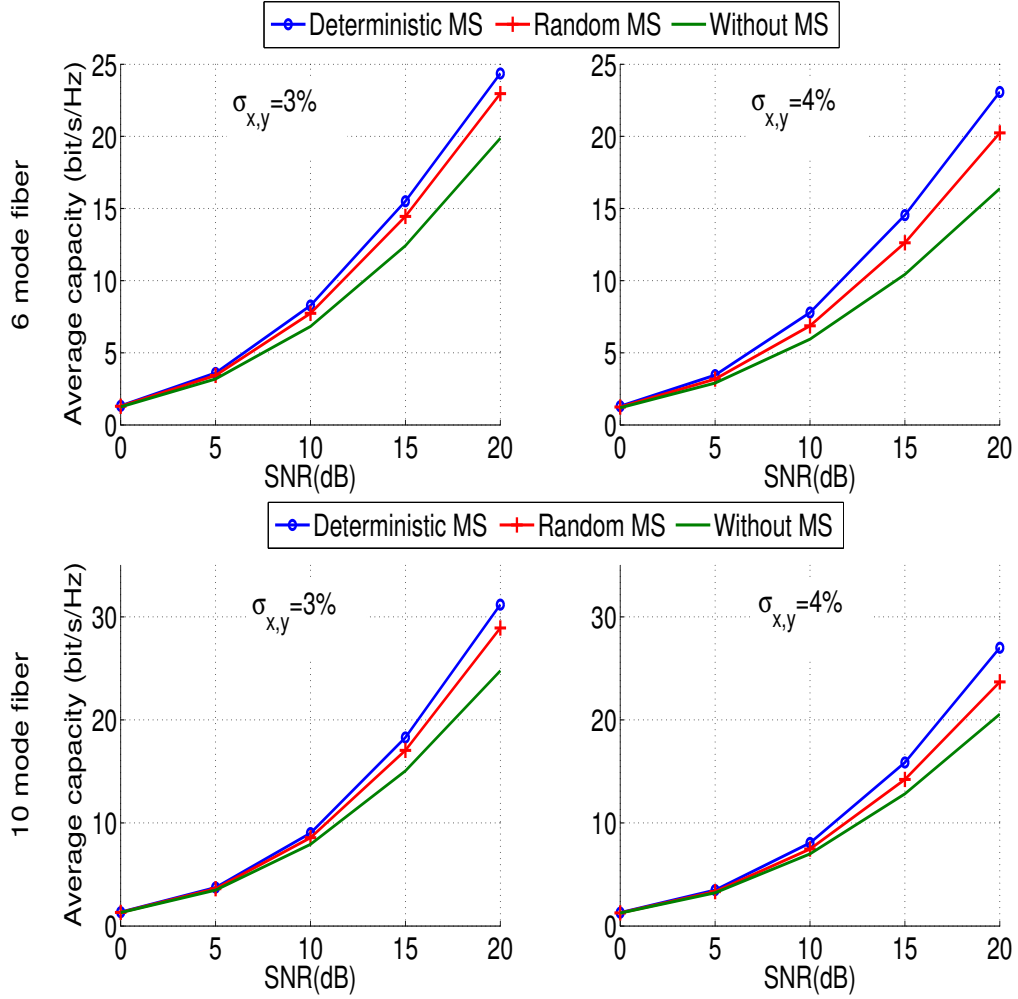 Deterministic MS Random MS Without MS
6 mode fiber
Average capacity (bit/s/Hz)
25
20
15
10
5
0
σx,y=3%
0 5 10 15 20
SNR(dB)
25
20
15
10
5
0
σx,y=4%
0 5 10 15 20
SNR(dB)
Deterministic MS Random MS Without MS
10 mode fiber
Average capacity (bit/s/Hz)
30
20
10
0
σx,y=3%
0 5 10 15 20
SNR(dB)
30
20
10
0
σx,y=4%
0 5 10 15 20
SNR(dB)